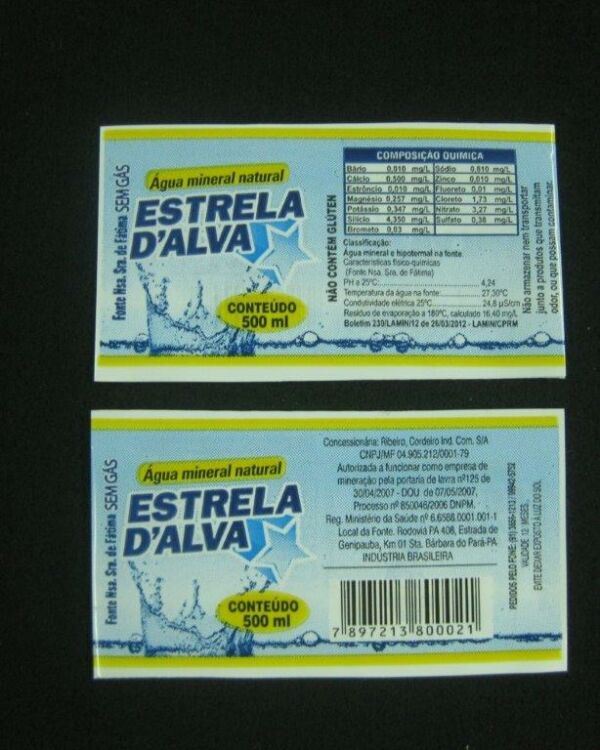 Fonte Nsa. Sra. de Fátima SEM GÁS
Água mineral natural
ESTRELA
D'ALVA
CONTEÚDO
500 ml
NÃO CONTÉM GLÚTEN
COMPOSIÇÃO QUIMICA
Bário 0,010 mg/L Sódio 0,810 mg/L
Cálcio 0,500 mg/L Zinco 0,010 mg/L
Estrôncio 0,010 mg/L Fluoreto 0,01 mg/L
Magnésio 0,257 mg/L Cloreto 1,73 mg/L
Potássio 0,347 mg/L Nitrato 3,27 mg/L
Silício 4,350 mg/L Sulfato 0,38 mg/L
Brometo 0,03 mg/L
Classificação:
Água mineral e hipotermal na fonte
Características físico-químicas
(Fonte Nsa. Sra. de Fátima)
PH a 25ºC 4,24
Temperatura da água na fonte 27,30ºC
Condutividade elétrica 25ºC 24,8 µS/cm
Resíduo de evaporação a 180ºC, calculado 16,40 mg/L
Boletim 239/LAMIN/12 de 26/03/2012 - LAMIN/CPRM
Não armazenar nem transportar
junto a produtos que transmitam
odor, ou que possam contaminar.
Fonte Nsa. Sra. de Fátima SEM GÁS
Água mineral natural
ESTRELA
D'ALVA
CONTEÚDO
500 ml
Concessionária: Ribeiro, Cordeiro Ind. Com. S/A
CNPJ/MF 04.905.212/0001-79
Autorizada a funcionar como empresa de
mineração pela portaria de lavra nº125 de
30/04/2007 - DOU. de 07/05/2007,
Processo nº 850046/2006 DNPM,
Reg. Ministério da Saúde nº 6.6588.0001.001-1
Local da Fonte. Rodovia PA 408, Estrada de
Genipauba, Km 01 Sta. Bárbara do Pará-PA
INDÚSTRIA BRASILEIRA
7 897213 800021
PEDIDOS PELO FONE: (91)
VALIDADE 12 MESES.
EVITE DEIXAR EXPOSTO À LUZ DO SOL